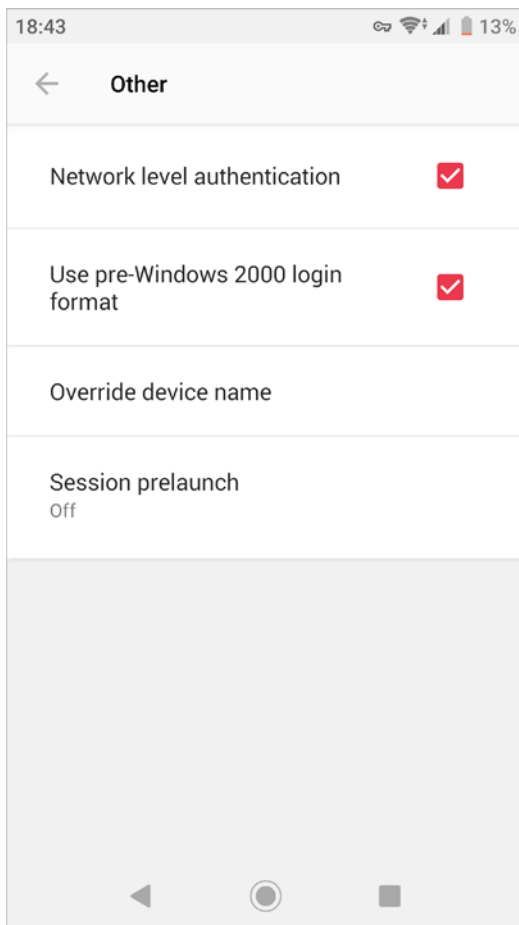 18:43 13%
Other
Network level authentication
Use pre-Windows 2000 login
format
Override device name
Session prelaunch
Off